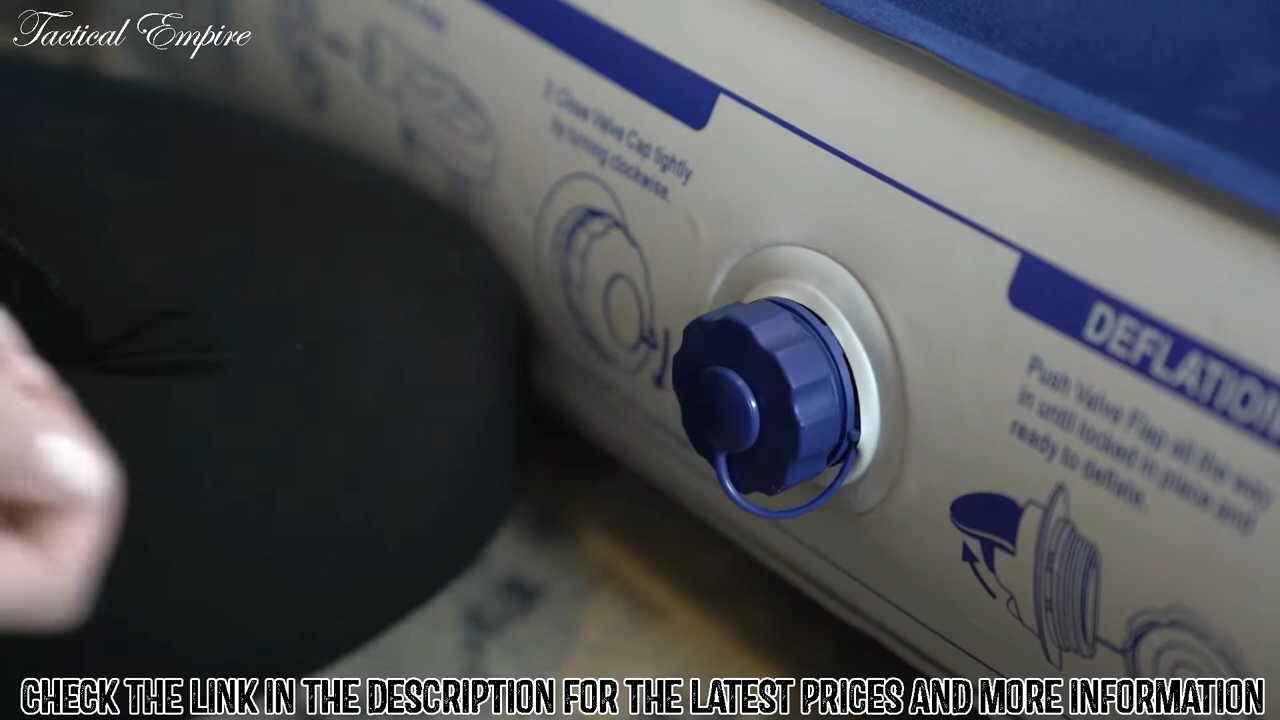 Tactical Empire
2. Close Valve Cap tightly
by turning clockwise.
DEFLATION
Push Valve Flap all the way
in until locked in place and
ready to deflate.
CHECK THE LINK IN THE DESCRIPTION FOR THE LATEST PRICES AND MORE INFORMATION